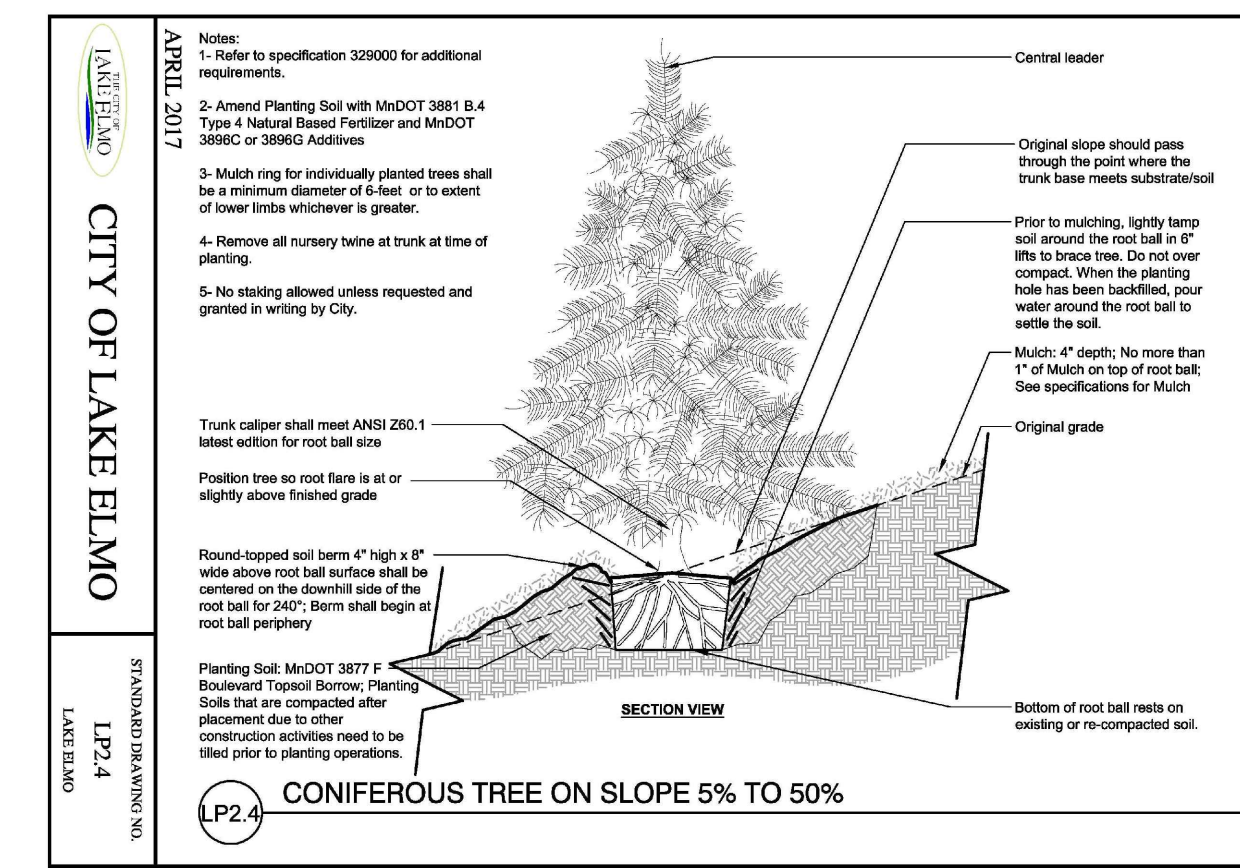 THE CITY OF
LAKE ELMO
CITY OF LAKE ELMO
STANDARD DRAWING NO.
LP2.4
LAKE ELMO
APRIL 2017
Notes:
1- Refer to specification 329000 for additional
requirements.
2- Amend Planting Soil with MnDOT 3881 B.4
Type 4 Natural Based Fertilizer and MnDOT
3896C or 3896G Additives
3- Mulch ring for individually planted trees shall
be a minimum diameter of 6-feet or to extent
of lower limbs whichever is greater.
4- Remove all nursery twine at trunk at time of
planting.
5- No staking allowed unless requested and
granted in writing by City.
Trunk caliper shall meet ANSI Z60.1
latest edition for root ball size
Position tree so root flare is at or
slightly above finished grade
Round-topped soil berm 4" high x 8"
wide above root ball surface shall be
centered on the downhill side of the
root ball for 240°; Berm shall begin at
root ball periphery
Planting Soil: MnDOT 3877 F
Boulevard Topsoil Borrow; Planting
Soils that are compacted after
placement due to other
construction activities need to be
tilled prior to planting operations.
Central leader
Original slope should pass
through the point where the
trunk base meets substrate/soil
Prior to mulching, lightly tamp
soil around the root ball in 6"
lifts to brace tree. Do not over
compact. When the planting
hole has been backfilled, pour
water around the root ball to
settle the soil.
Mulch: 4" depth; No more than
1" of Mulch on top of root ball;
See specifications for Mulch
Original grade
Bottom of root ball rests on
existing or re-compacted soil.
SECTION VIEW
LP2.4
CONIFEROUS TREE ON SLOPE 5% TO 50%